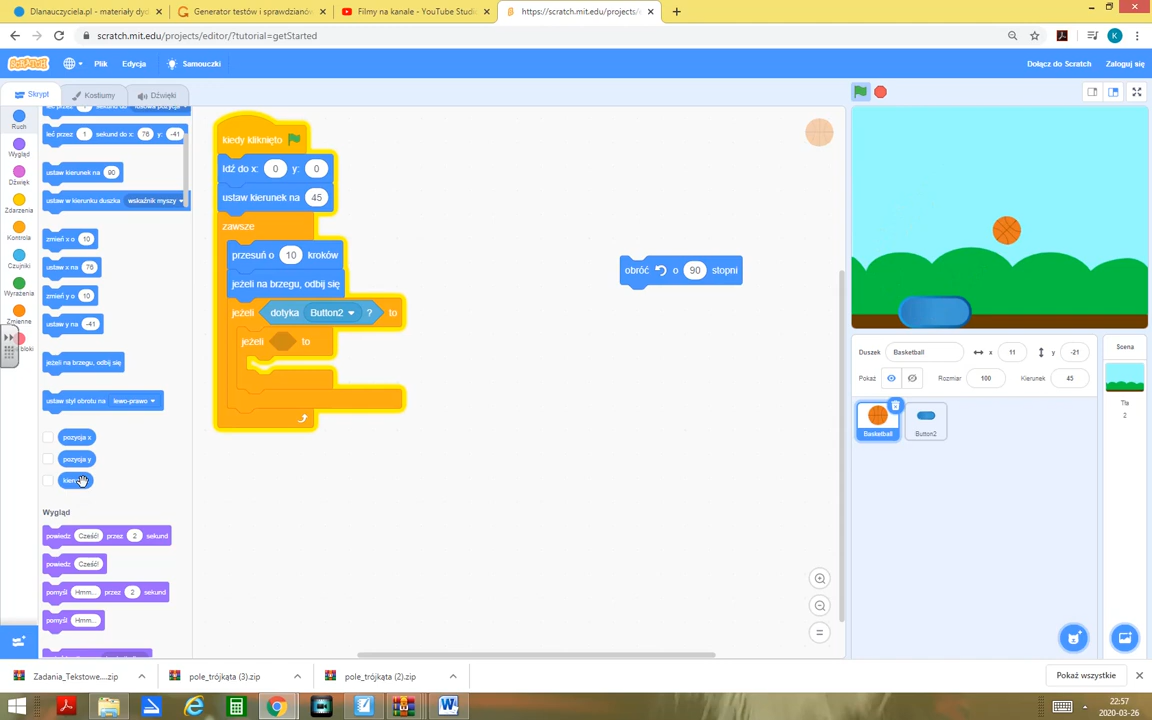 Dlanauczyciela.pl - materiały dyd
Generator testów i sprawdzianów
Filmy na kanale - YouTube Studi
https://scratch.mit.edu/projects/
scratch.mit.edu/projects/editor/?tutorial=getStarted
K
SCRATCH Plik Edycja Samouczki Dołącz do Scratch Zaloguj się
Skrypt Kostiumy Dźwięki
Ruch
Wygląd
Dźwięk
Zdarzenia
Kontrola
Czujniki
Wyrażenia
Zmienne
leć przez 1 sekund do x: 76 y: -41
ustaw kierunek na 90
ustaw w kierunku duszka wskaźnik myszy
zmień x o 10
ustaw x na 76
zmień y o 10
ustaw y na -41
jeżeli na brzegu, odbij się
ustaw styl obrotu na lewo-prawo
pozycja x
pozycja y
Wygląd
powiedz Cześć! przez 2 sekund
powiedz Cześć!
pomyśl Hmm... przez 2 sekund
pomyśl Hmm...
kiedy kliknięto
Idź do x: 0 y: 0
ustaw kierunek na 45
zawsze
przesuń o 10 kroków
jeżeli na brzegu, odbij się
jeżeli dotyka Button2 ? to
jeżeli to
obróć o 90 stopni
Duszek Basketball x 11 y -21
Pokaż Rozmiar 100 Kierunek 45
Basketball
Button2
Scena
Tła
2
Zadania_Tekstowe....zip
pole_trójkąta (3).zip
pole_trójkąta (2).zip
Pokaż wszystkie
22:57
2020-03-26